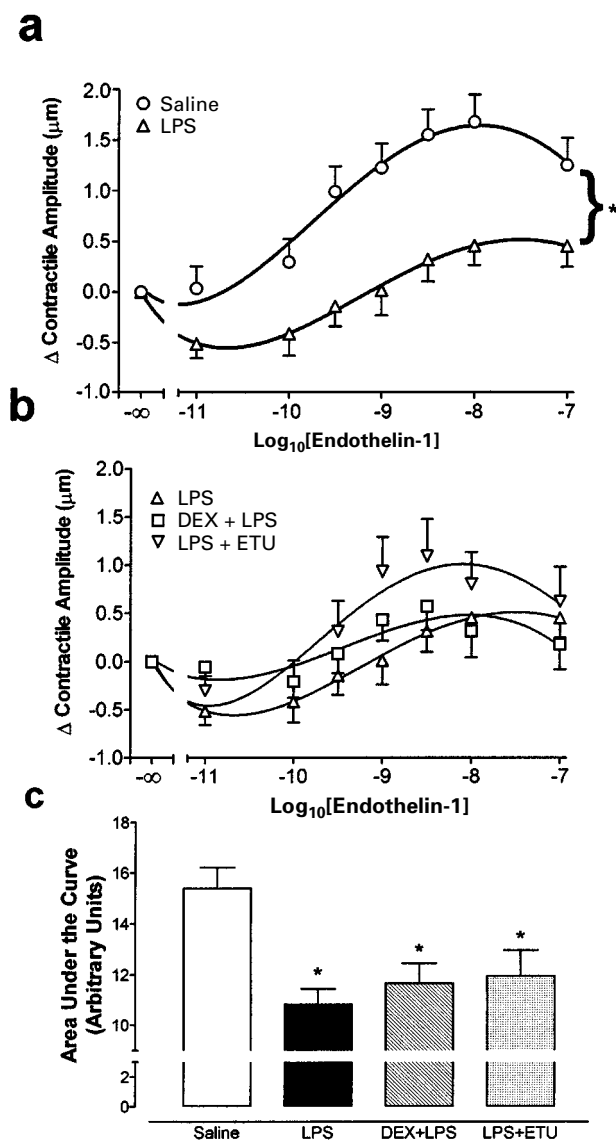 a
Δ Contractile Amplitude (μm)
2.0
1.5
1.0
0.5
0.0
-0.5
-1.0
Saline
LPS
*
-∞ -11 -10 -9 -8 -7
Log10[Endothelin-1]
b
Δ Contractile Amplitude (μm)
2.0
1.5
1.0
0.5
0.0
-0.5
-1.0
LPS
DEX + LPS
LPS + ETU
-∞ -11 -10 -9 -8 -7
Log10[Endothelin-1]
c
Area Under the Curve
(Arbitrary Units)
18
16
14
12
10
2
0
* * *
Saline LPS DEX+LPS LPS+ETU